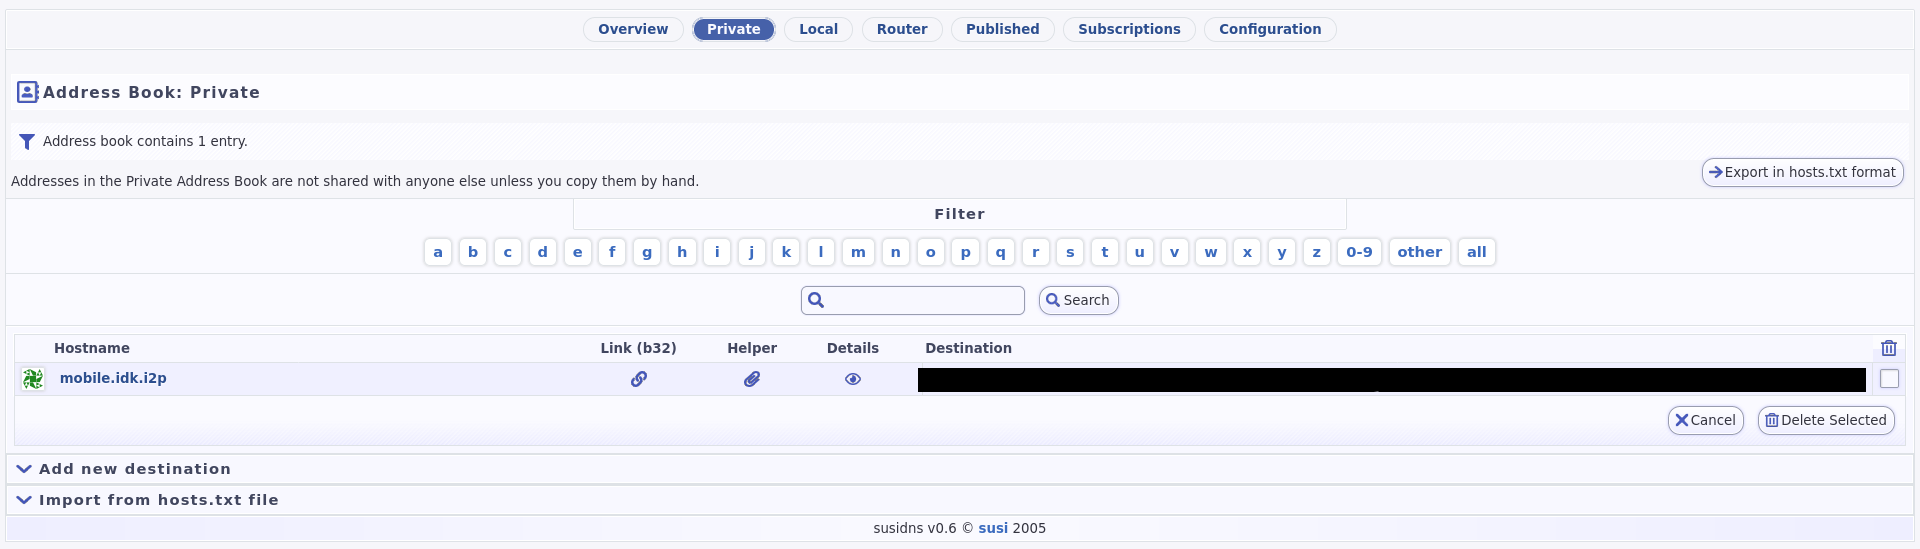 Overview Private Local Router Published Subscriptions Configuration
Address Book: Private
Address book contains 1 entry.
Export in hosts.txt format
Addresses in the Private Address Book are not shared with anyone else unless you copy them by hand.
Filter
a b c d e f g h i j k l m n o p q r s t u v w x y z 0-9 other all
Search
Hostname Link (b32) Helper Details Destination
mobile.idk.i2p
Cancel Delete Selected
Add new destination
Import from hosts.txt file
susidns v0.6 © susi 2005